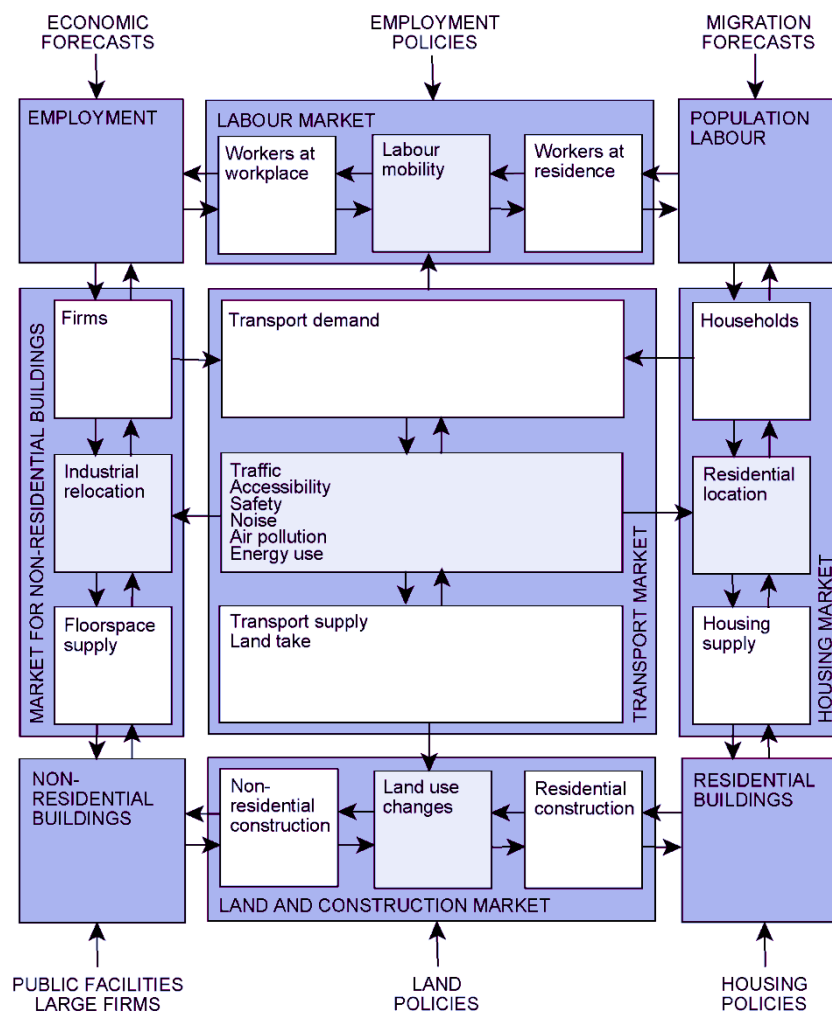 ECONOMIC
FORECASTS
EMPLOYMENT
POLICIES
MIGRATION
FORECASTS
EMPLOYMENT
LABOUR MARKET
POPULATION
LABOUR
Workers at
workplace
Labour
mobility
Workers at
residence
MARKET FOR NON-RESIDENTIAL BUILDINGS
Firms
Transport demand
Households
Industrial
relocation
Traffic
Accessibility
Safety
Noise
Air pollution
Energy use
Residential
location
Floorspace
supply
Transport supply
Land take
TRANSPORT MARKET
Housing
supply
HOUSING MARKET
NON-
RESIDENTIAL
BUILDINGS
Non-
residential
construction
Land use
changes
Residential
construction
RESIDENTIAL
BUILDINGS
LAND AND CONSTRUCTION MARKET
PUBLIC FACILITIES
LARGE FIRMS
LAND
POLICIES
HOUSING
POLICIES